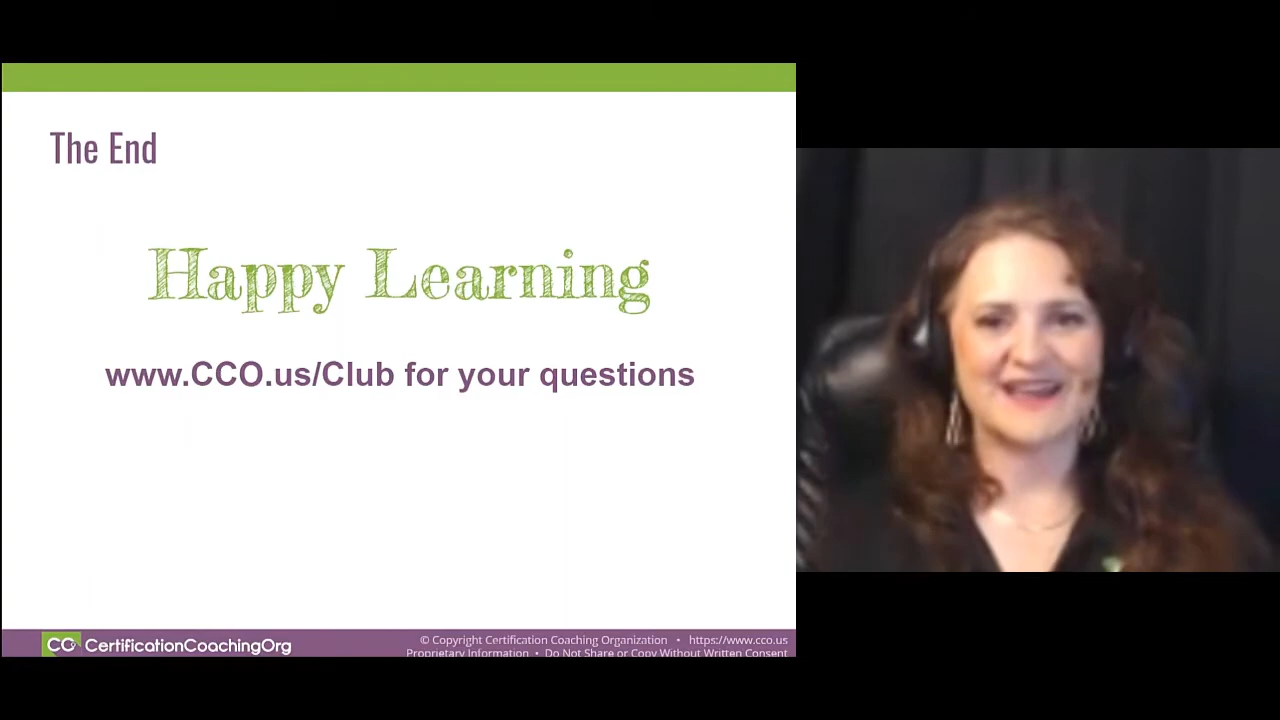 The End
Happy Learning
www.CCO.us/Club for your questions
CCO CertificationCoachingOrg
© Copyright Certification Coaching Organization • https://www.cco.us
Proprietary Information • Do Not Share or Copy Without Written Consent